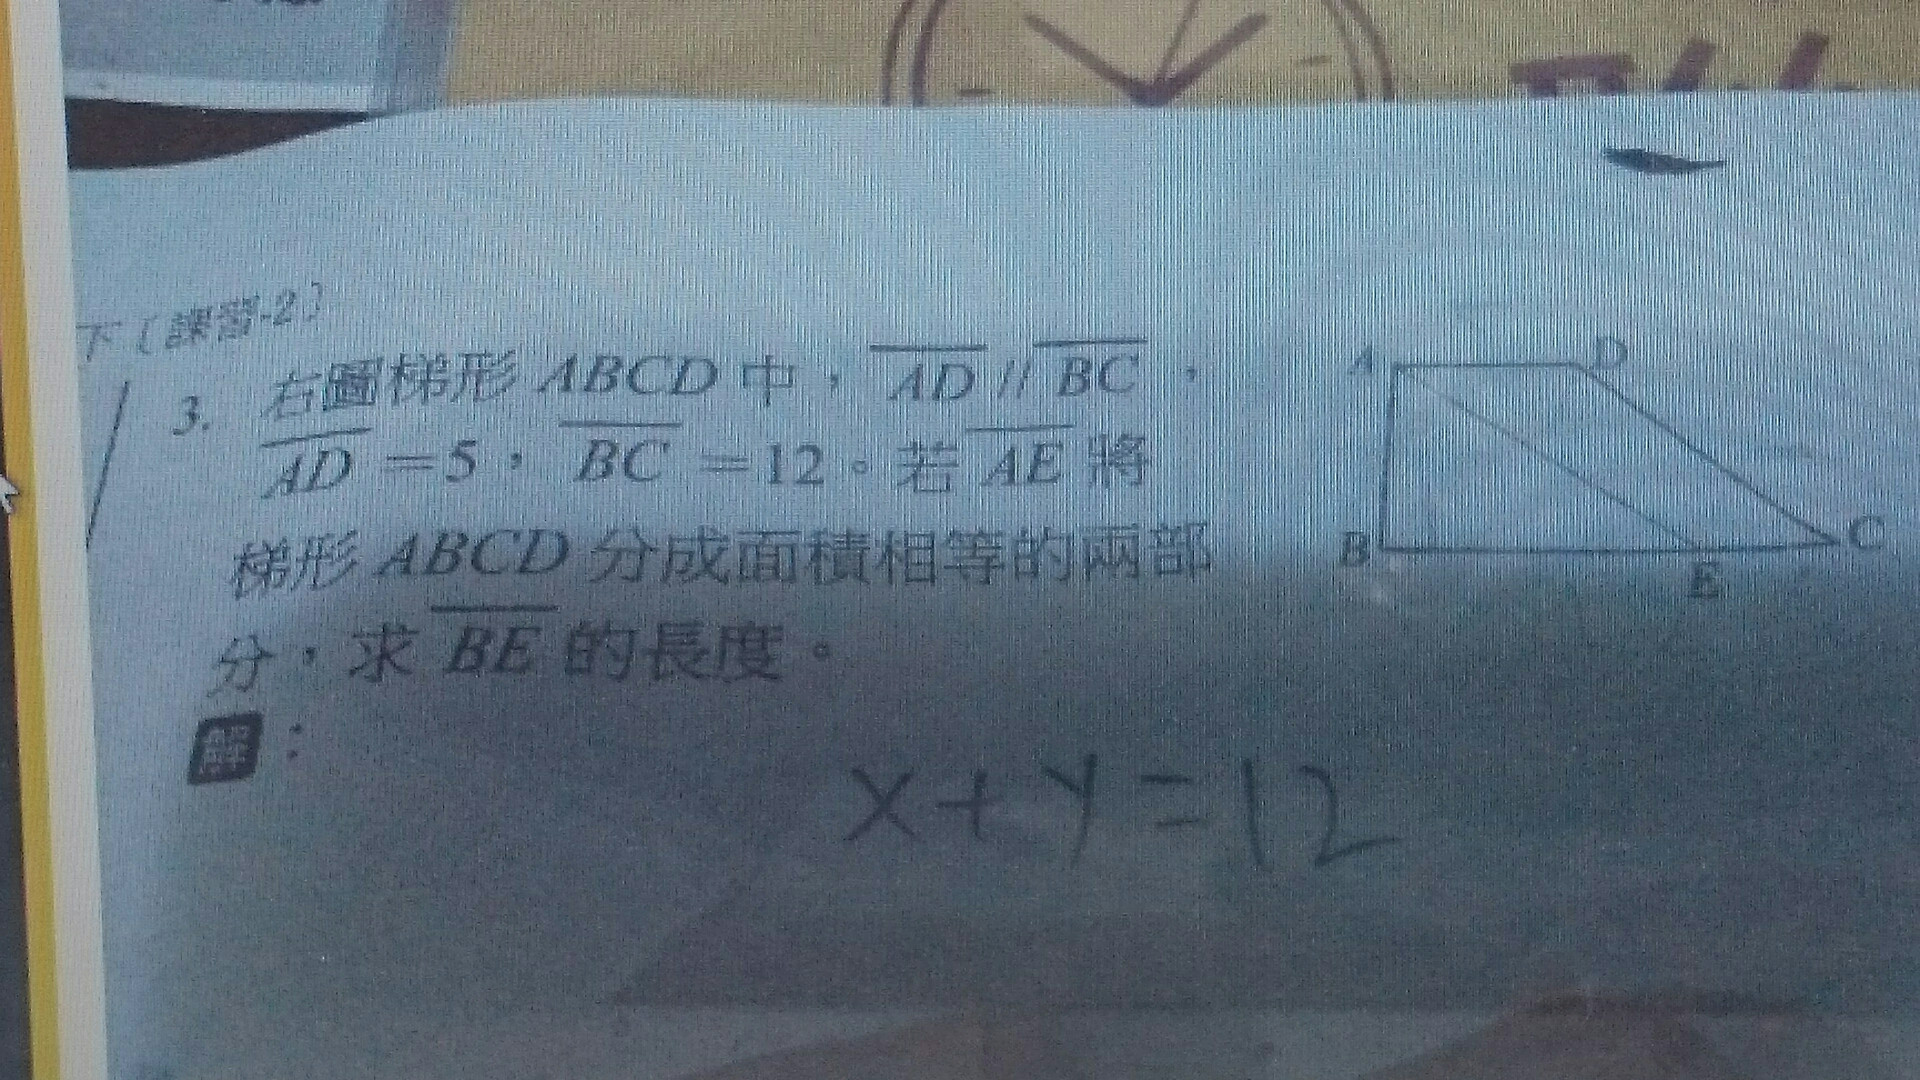 下〔課習-2〕
3. 右圖梯形 ABCD 中，AD // BC，
AD =5，BC =12。若 AE 將
梯形 ABCD 分成面積相等的兩部
分，求 BE 的長度。
解：
A
D
B
E
C
x+y=12